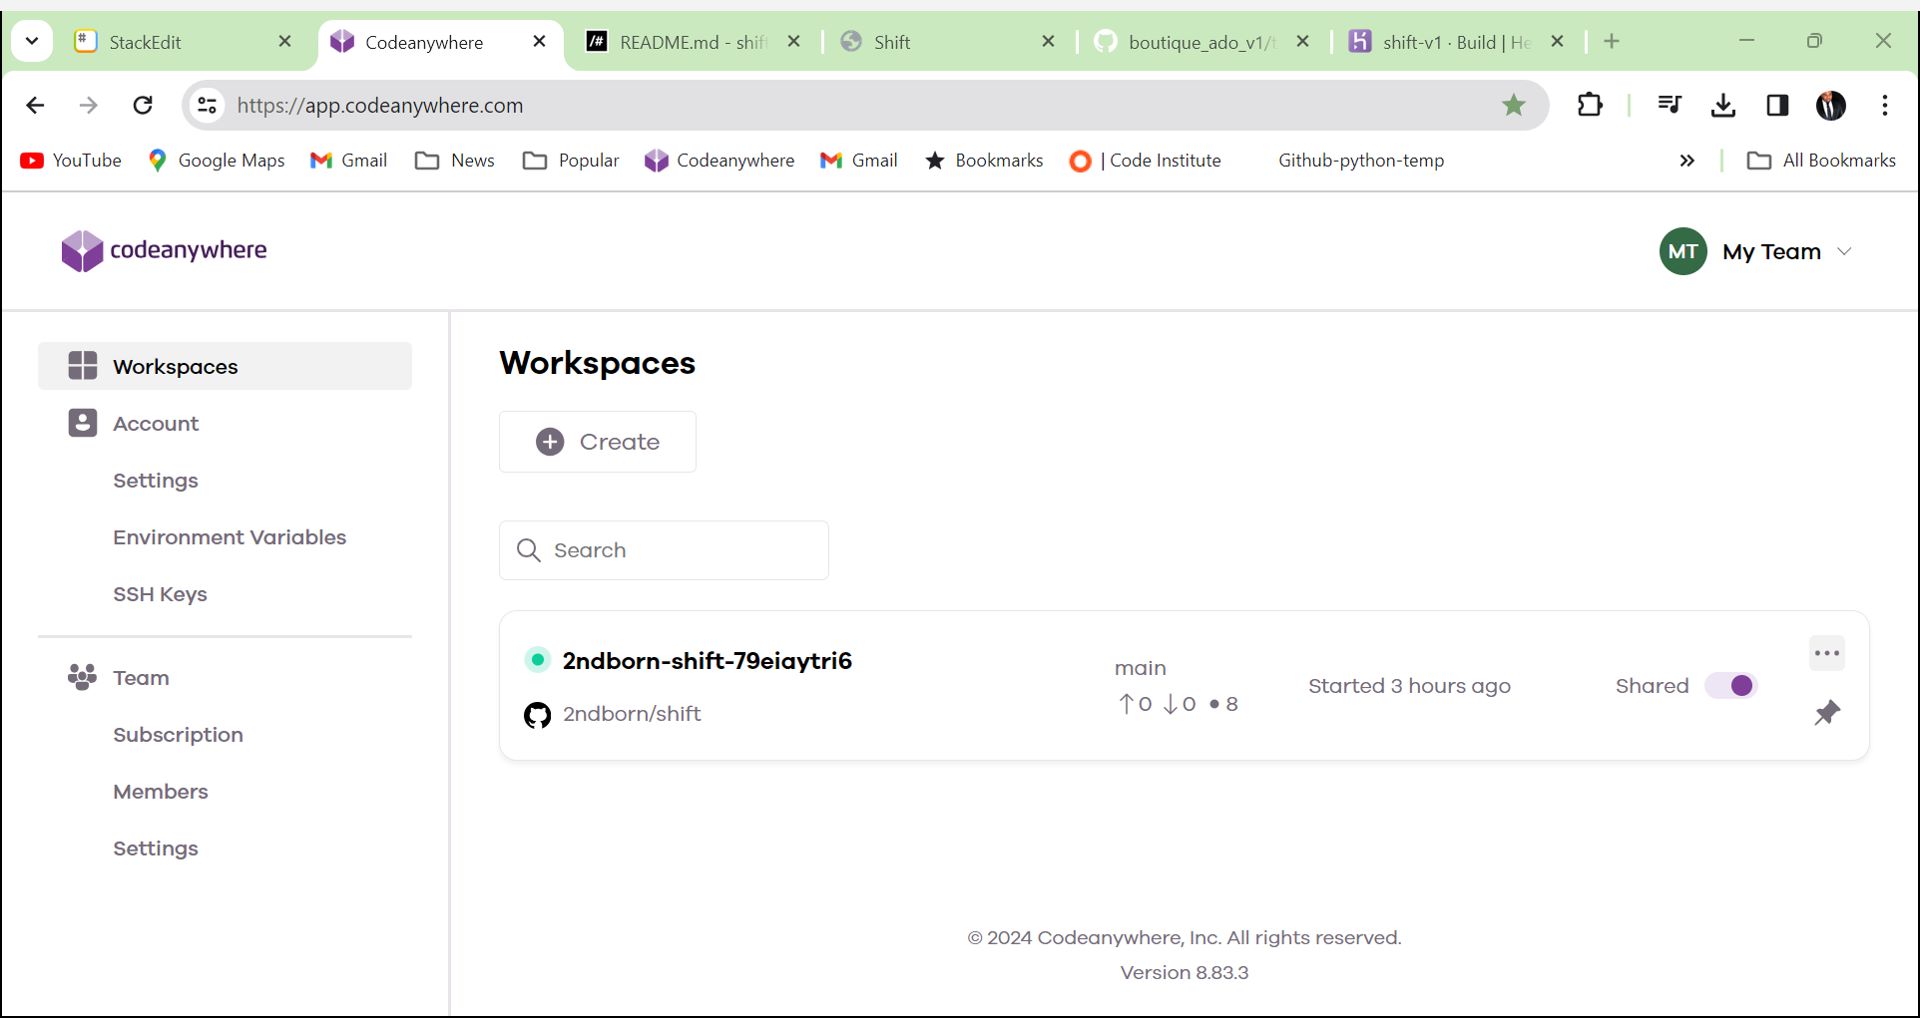 StackEdit
Codeanywhere
README.md - shif
Shift
boutique_ado_v1/t
shift-v1 · Build | He
https://app.codeanywhere.com
YouTube
Google Maps
Gmail
News
Popular
Codeanywhere
Gmail
Bookmarks
| Code Institute
Github-python-temp
All Bookmarks
codeanywhere
MT
My Team
Workspaces
Account
Settings
Environment Variables
SSH Keys
Team
Subscription
Members
Settings
Workspaces
Create
Search
2ndborn-shift-79eiaytri6
2ndborn/shift
main
↑0 ↓0 • 8
Started 3 hours ago
Shared
© 2024 Codeanywhere, Inc. All rights reserved.
Version 8.83.3